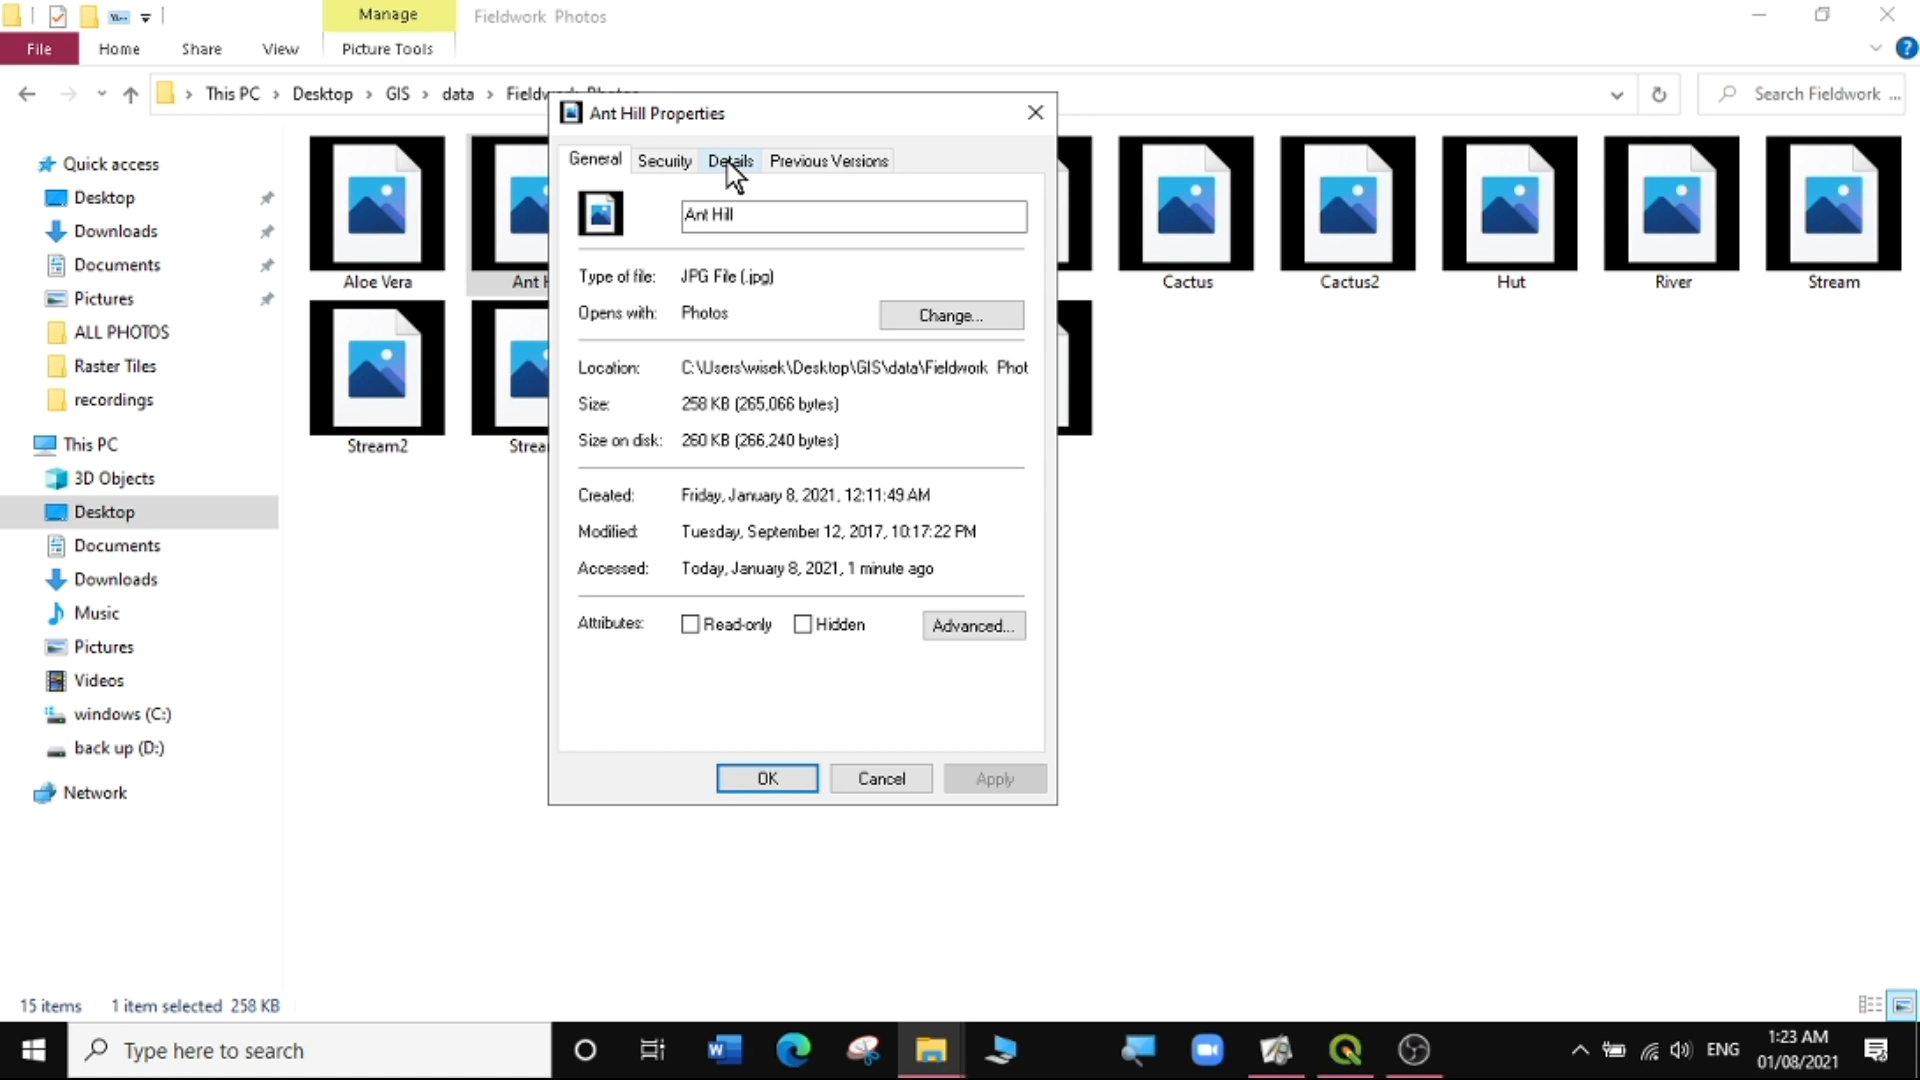 Manage
Fieldwork Photos
File
Home
Share
View
Picture Tools
This PC
Desktop
GIS
data
Search Fieldwork ...
Ant Hill Properties
General
Security
Details
Previous Versions
Ant Hill
Type of file: JPG File (.jpg)
Opens with: Photos
Change...
Location: C:\Users\wisek\Desktop\GIS\data\Fieldwork Phot
Size: 258 KB (265,066 bytes)
Size on disk: 260 KB (266,240 bytes)
Created: Friday, January 8, 2021, 12:11:49 AM
Modified: Tuesday, September 12, 2017, 10:17:22 PM
Accessed: Today, January 8, 2021, 1 minute ago
Attributes: Read-only Hidden Advanced...
OK
Cancel
Apply
Quick access
Desktop
Downloads
Documents
Pictures
ALL PHOTOS
Raster Tiles
recordings
This PC
3D Objects
Desktop
Documents
Downloads
Music
Pictures
Videos
windows (C:)
back up (D:)
Network
Aloe Vera
Ant
Cactus
Cactus2
Hut
River
Stream
Stream2
15 items 1 item selected 258 KB
Type here to search
ENG
1:23 AM
01/08/2021